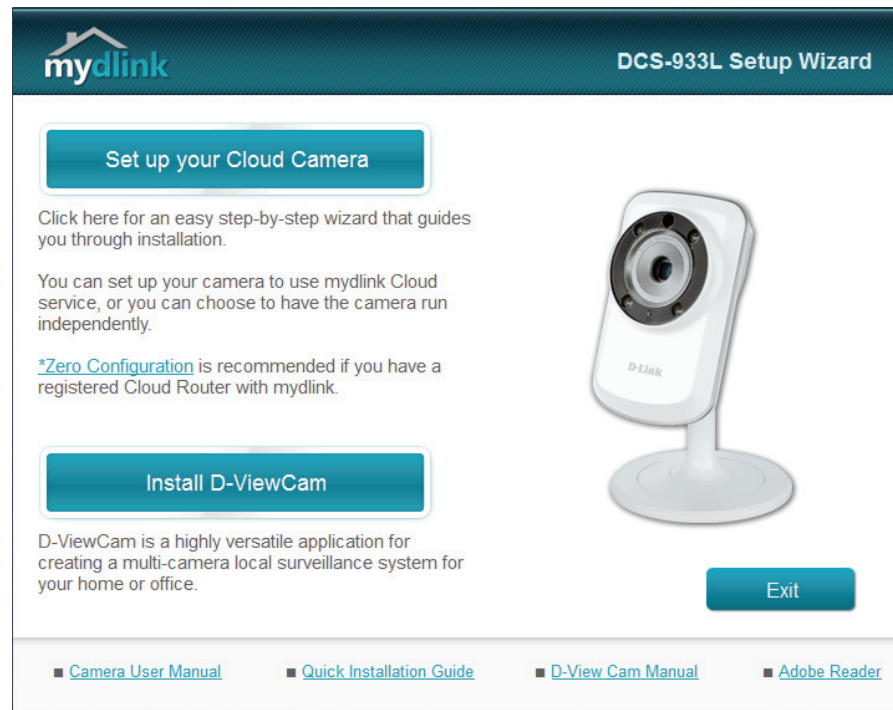 mydlink
DCS-933L Setup Wizard
Set up your Cloud Camera
Click here for an easy step-by-step wizard that guides
you through installation.
You can set up your camera to use mydlink Cloud
service, or you can choose to have the camera run
independently.
*Zero Configuration is recommended if you have a
registered Cloud Router with mydlink.
D-Link
Install D-ViewCam
D-ViewCam is a highly versatile application for
creating a multi-camera local surveillance system for
your home or office.
Exit
Camera User Manual
Quick Installation Guide
D-View Cam Manual
Adobe Reader